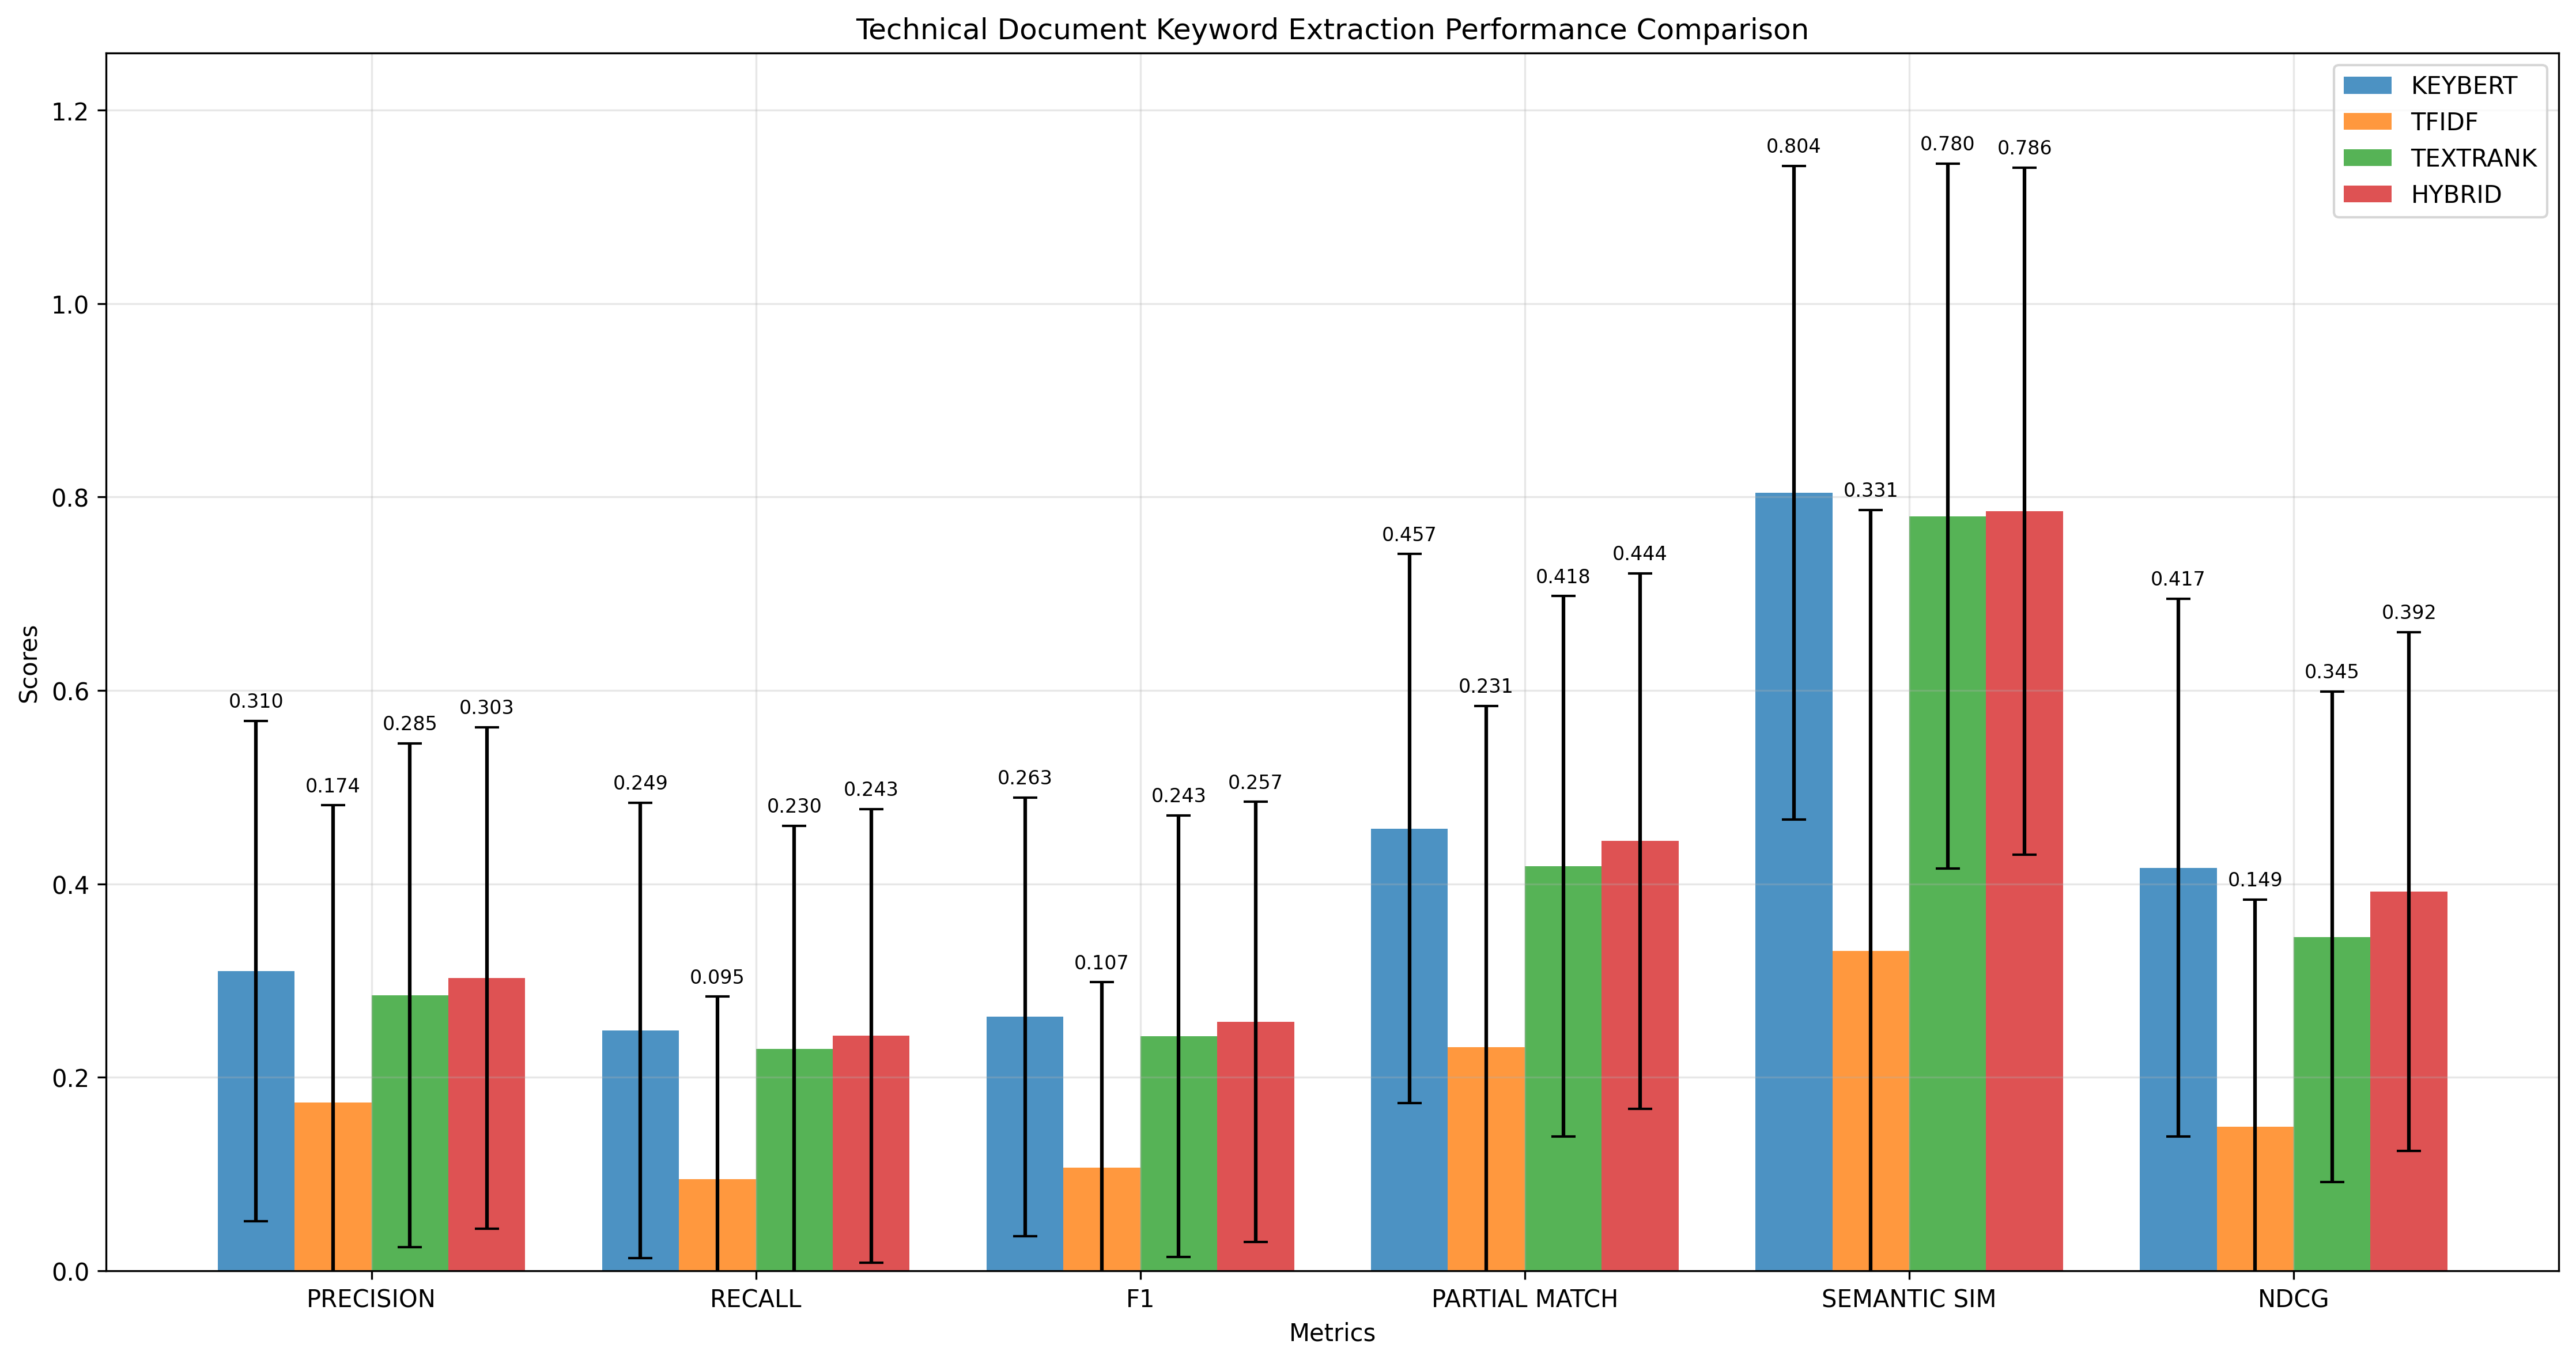 Technical Document Keyword Extraction Performance Comparison
KEYBERT
TFIDF
TEXTRANK
HYBRID
Scores
1.2
1.0
0.8
0.6
0.4
0.2
0.0
0.310
0.174
0.285
0.303
0.249
0.095
0.230
0.243
0.263
0.107
0.243
0.257
0.457
0.231
0.418
0.444
0.804
0.331
0.780
0.786
0.417
0.149
0.345
0.392
PRECISION
RECALL
F1
PARTIAL MATCH
SEMANTIC SIM
NDCG
Metrics